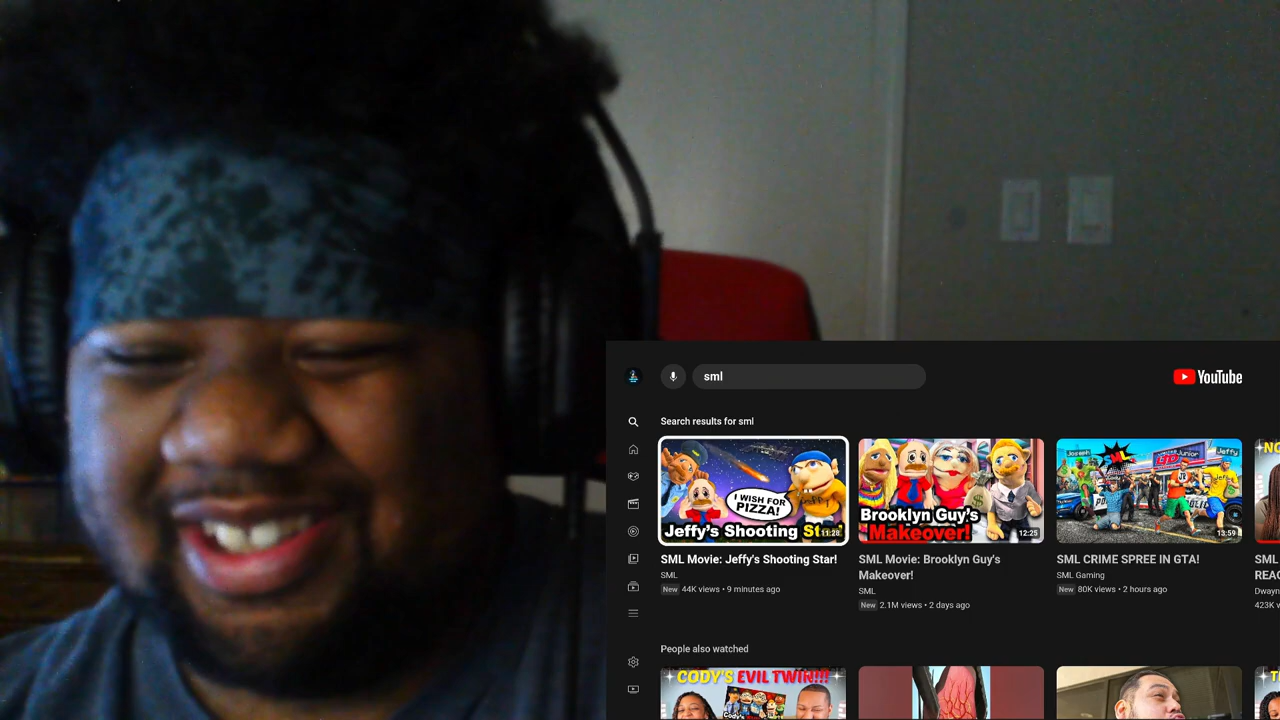 sml
YouTube
Search results for sml
I WISH FOR
PIZZA!
Jeff
Jeffy's Shooting
11:28
Brooklyn Guy's
Makeover!
12:25
Joseph
SML
Junior
Jeffy
13:59
SML Movie: Jeffy's Shooting Star!
SML
New 44K views • 9 minutes ago
SML Movie: Brooklyn Guy's
Makeover!
SML
New 2.1M views • 2 days ago
SML CRIME SPREE IN GTA!
SML Gaming
New 80K views • 2 hours ago
SML
REAC
Dwayn
423K v
People also watched
CODY'S EVIL TWIN!!!